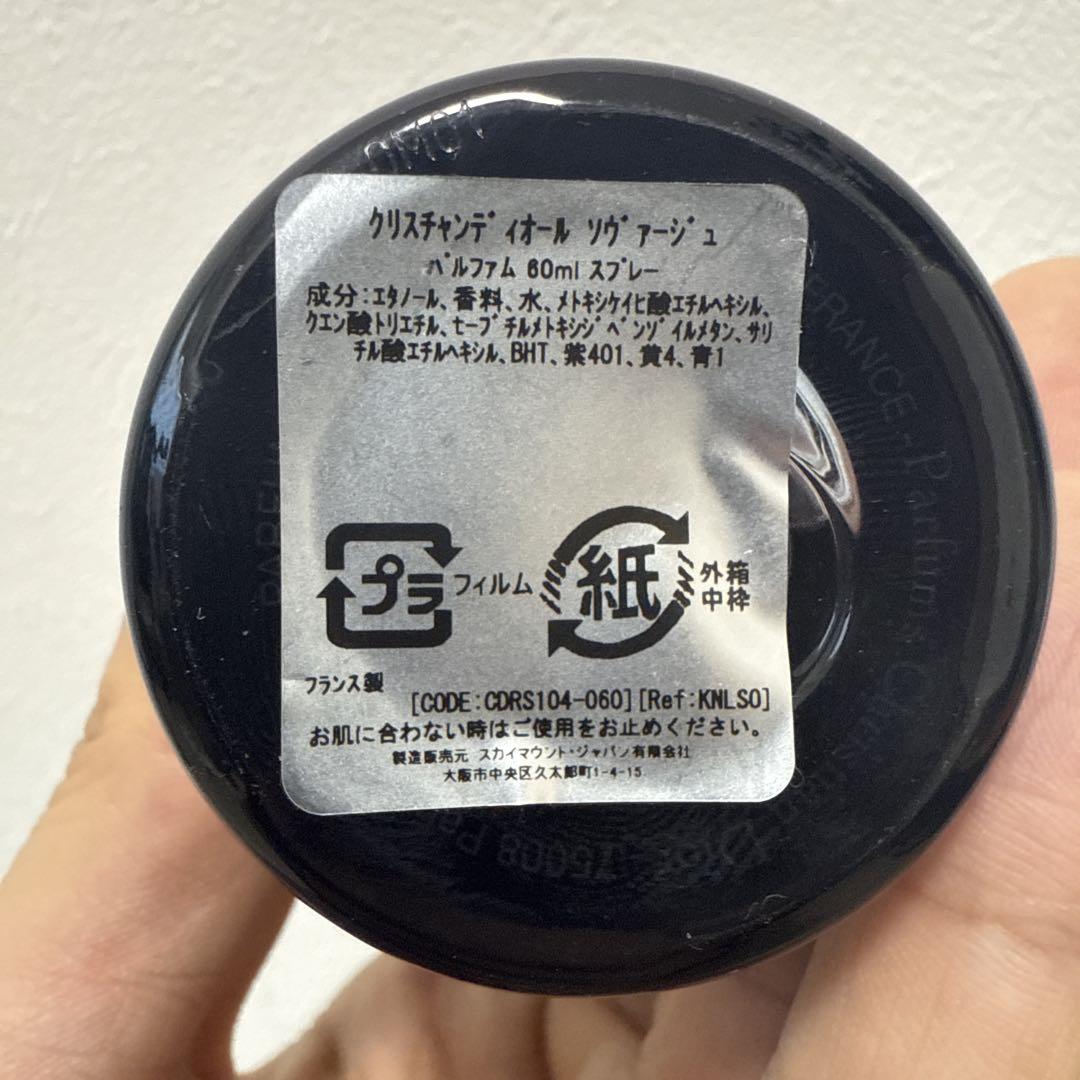 クリスチャンディオール ソヴァージュ
パルファム 60ml スプレー
成分:エタノール、香料、水、メトキシケイヒ酸エチルヘキシル、
クエン酸トリエチル、t-ブチルメトキシジベンゾイルメタン、サリ
チル酸エチルヘキシル、BHT、紫401、黄4、青1
プラ
フィルム
紙
外箱
中枠
フランス製
[CODE:CDRS104-060][Ref:KNLS0]
お肌に合わない時はご使用をお止めください。
製造販売元 スカイマウント・ジャパン有限会社
大阪市中央区久太郎町1-4-15
FRANCE - Parfums Christian Dior 75008